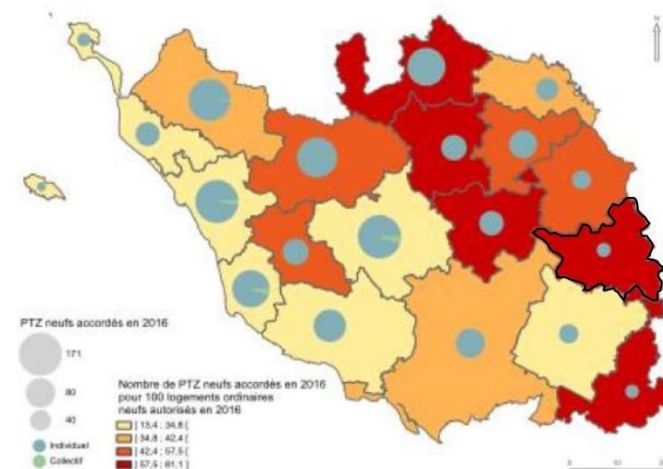 PTZ neufs accordés en 2016
171
80
40
Individuel
Collectif
Nombre de PTZ neufs accordés en 2016
pour 100 logements ordinaires
neufs autorisés en 2016
[ 13,4 ; 34,8 [
[ 34,8 ; 42,4 [
[ 42,4 ; 57,5 [
[ 57,5 ; 81,1 ]
0